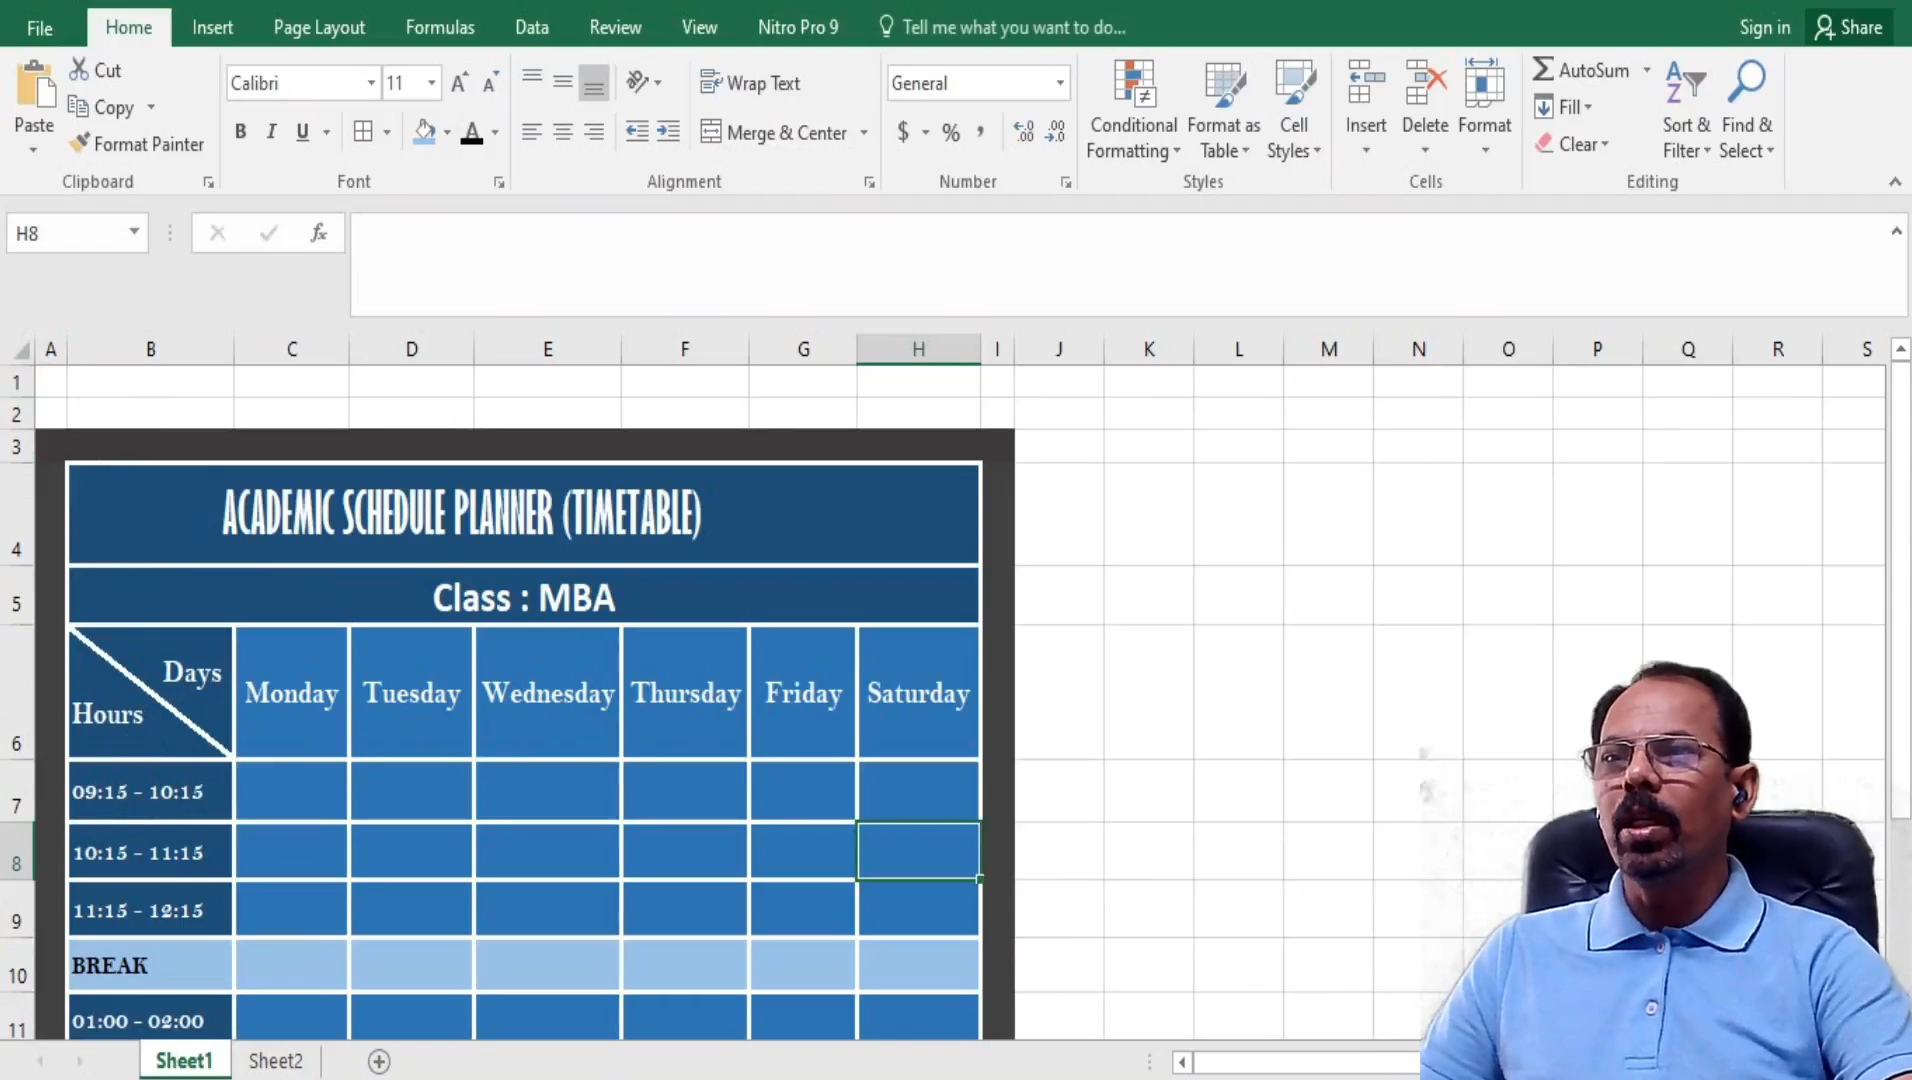 File Home Insert Page Layout Formulas Data Review View Nitro Pro 9 Tell me what you want to do... Sign in Share
Paste
Cut
Copy
Format Painter
Clipboard
Calibri 11
B I U
Font
Wrap Text
Merge & Center
Alignment
General
$ % ,
Number
Conditional Formatting
Format as Table
Cell Styles
Styles
Insert Delete Format
Cells
AutoSum
Fill
Clear
Sort & Filter
Find & Select
Editing
H8 fx
A B C D E F G H I J K L M N O P Q R S
1
2
3
4 ACADEMIC SCHEDULE PLANNER (TIMETABLE)
5 Class : MBA
6 Days Hours Monday Tuesday Wednesday Thursday Friday Saturday
7 09:15 - 10:15
8 10:15 - 11:15
9 11:15 - 12:15
10 BREAK
11 01:00 - 02:00
Sheet1 Sheet2